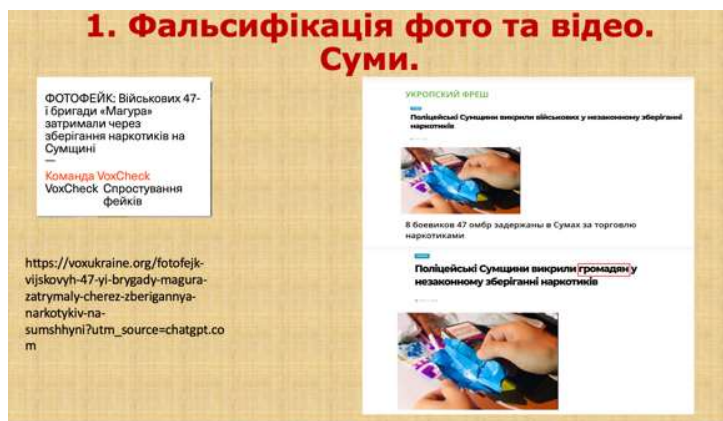 1. Фальсифікація фото та відео.
Суми.
ФОТОФЕЙК: Військових 47-
ї бригади «Магура»
затримали через
зберігання наркотиків на
Сумщині
—
Команда VoxCheck
VoxCheck Спростування
фейків
https://voxukraine.org/fotofejk-
vijskovyh-47-yi-brygady-magura-
zatrymaly-cherez-zberigannya-
narkotykiv-na-
sumshhyni?utm_source=chatgpt.co
m
УКРОПСКИЙ ФРЕШ
Поліцейські Сумщини викрили військових у незаконному зберіганні
наркотиків
8 боевиков 47 омбр задержаны в Сумах за торговлю
наркотиками
Поліцейські Сумщини викрили громадян у
незаконному зберіганні наркотиків